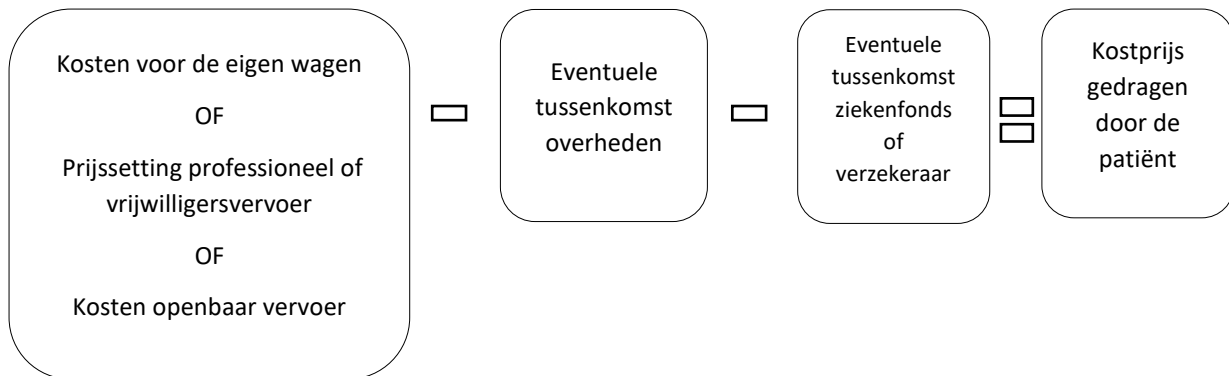 Kosten voor de eigen wagen
OF
Prijssetting professioneel of
vrijwilligersvervoer
OF
Kosten openbaar vervoer
Eventuele
tussenkomst
overheden
Eventuele
tussenkomst
ziekenfonds
of
verzekeraar
Kostprijs
gedragen
door de
patiënt